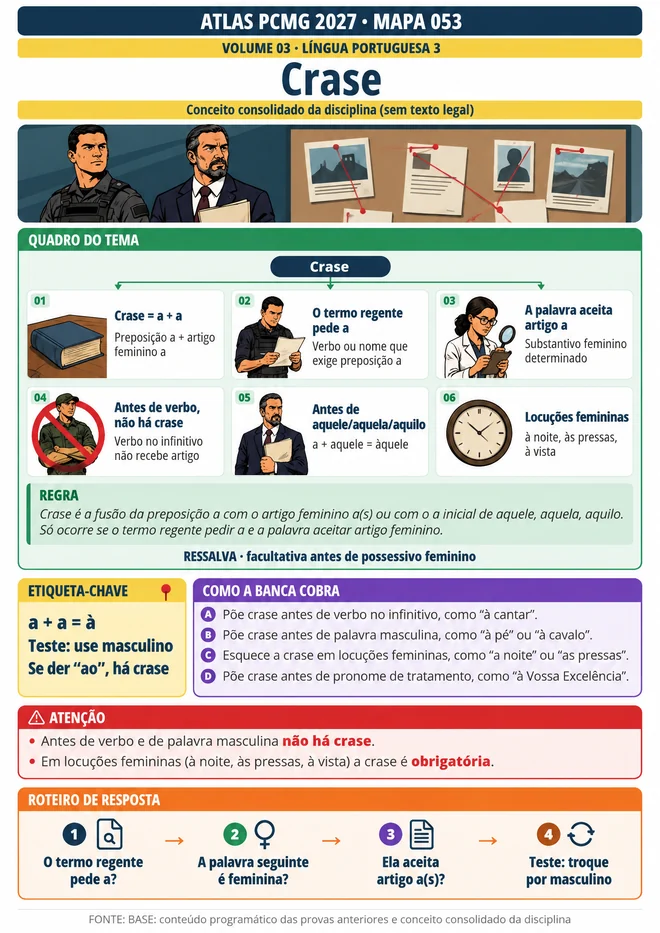 ATLAS PCMG 2027 · MAPA 053
VOLUME 03 · LÍNGUA PORTUGUESA 3
Crase
Conceito consolidado da disciplina (sem texto legal)
QUADRO DO TEMA
Crase
01
Crase = a + a
Preposição a + artigo
feminino a
02
O termo regente
pede a
Verbo ou nome que
exige preposição a
03
A palavra aceita
artigo a
Substantivo feminino
determinado
04
Antes de verbo,
não há crase
Verbo no infinitivo
não recebe artigo
05
Antes de
aquele/aquela/aquilo
a + aquele = àquele
06
Locuções femininas
à noite, às pressas,
à vista
REGRA
Crase é a fusão da preposição a com o artigo feminino a(s) ou com o a inicial de aquele, aquela, aquilo.
Só ocorre se o termo regente pedir a e a palavra aceitar artigo feminino.
RESSALVA · facultativa antes de possessivo feminino
ETIQUETA-CHAVE
a + a = à
Teste: use masculino
Se der “ao”, há crase
COMO A BANCA COBRA
A Põe crase antes de verbo no infinitivo, como “à cantar”.
B Põe crase antes de palavra masculina, como “à pé” ou “à cavalo”.
C Esquece a crase em locuções femininas, como “a noite” ou “as pressas”.
D Põe crase antes de pronome de tratamento, como “à Vossa Excelência”.
ATENÇÃO
• Antes de verbo e de palavra masculina não há crase.
• Em locuções femininas (à noite, às pressas, à vista) a crase é obrigatória.
ROTEIRO DE RESPOSTA
1
O termo regente
pede a?
2
A palavra seguinte
é feminina?
3
Ela aceita
artigo a(s)?
4
Teste: troque
por masculino
FONTE: BASE: conteúdo programático das provas anteriores e conceito consolidado da disciplina